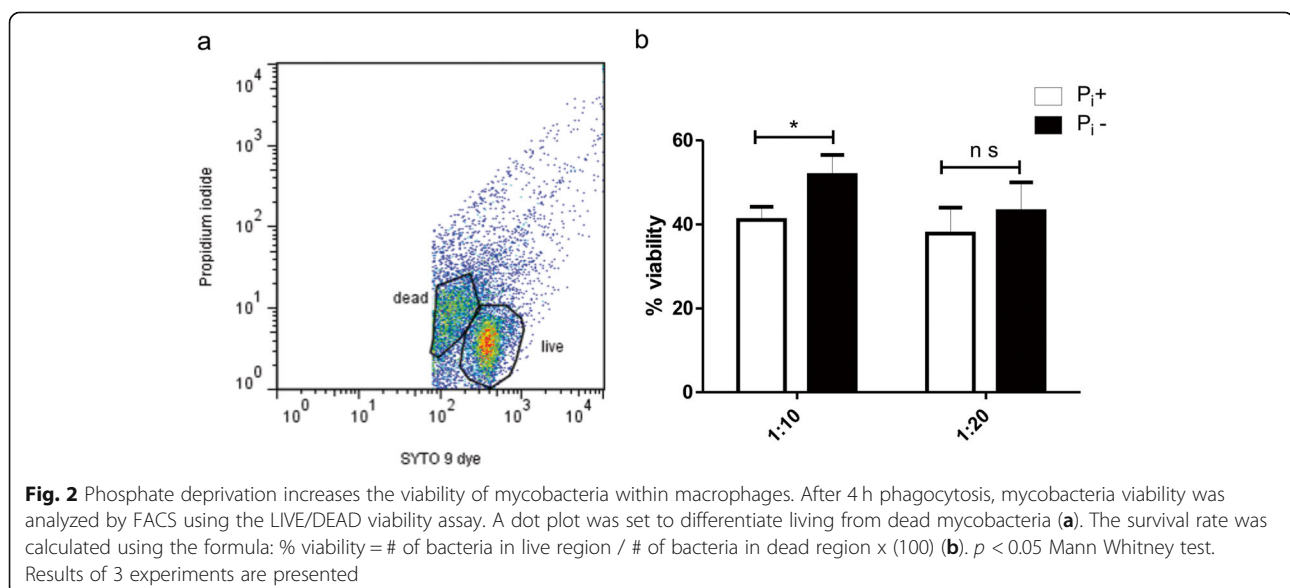 a
b
10⁴
10³
10²
10¹
10⁰
Propidium iodide
dead
live
10⁰ 10¹ 10² 10³ 10⁴
SYTO 9 dye
Pᵢ+
Pᵢ -
60
40
20
0
% viability
*
n s
1:10
1:20
Fig. 2 Phosphate deprivation increases the viability of mycobacteria within macrophages. After 4 h phagocytosis, mycobacteria viability was
analyzed by FACS using the LIVE/DEAD viability assay. A dot plot was set to differentiate living from dead mycobacteria (a). The survival rate was
calculated using the formula: % viability = # of bacteria in live region / # of bacteria in dead region x (100) (b). p < 0.05 Mann Whitney test.
Results of 3 experiments are presented